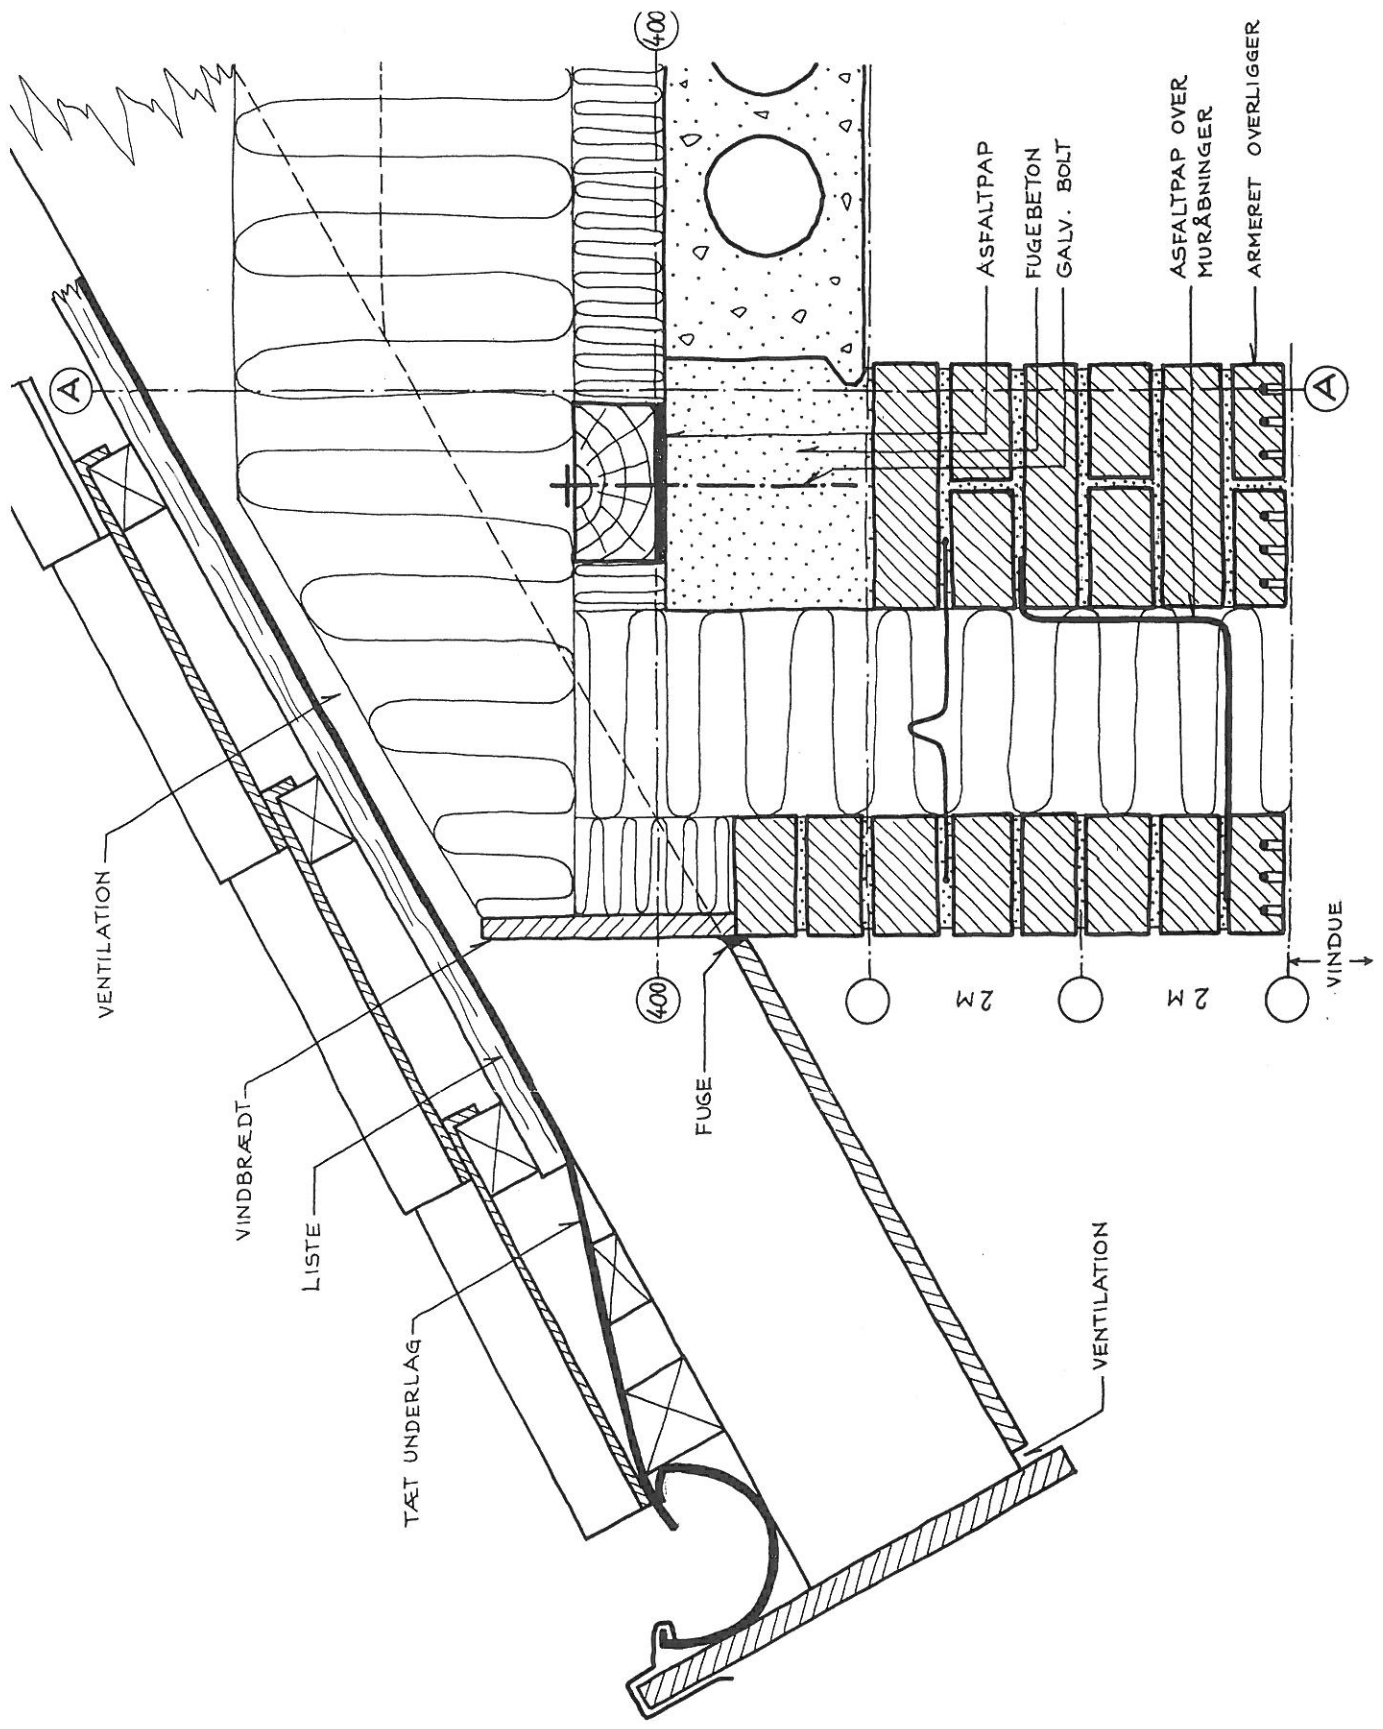 VENTILATION
VINDBRÆDT
LISTE
TÆT UNDERLAG
A
400
400
FUGE
VENTILATION
2M
2M
VINDUE
ASFALTPAP
FUGEBETON
GALV. BOLT
ASFALTPAP OVER
MURÅBNINGER
ARMERET OVERLIGGER
A